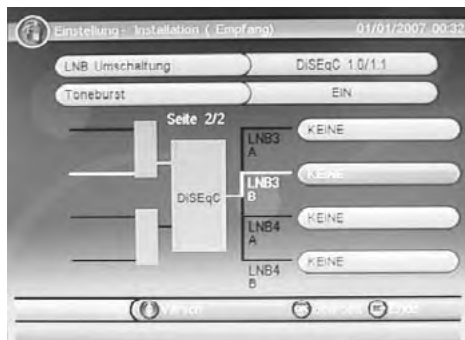 Einstellung: Installation ( Empfang) 01/01/2007 00:32
LNB Umschaltung DiSEqC 1.0/1.1
Toneburst EIN
Seite 2/2
DiSEqC
LNB3 A KEINE
LNB3 B KEINE
LNB4 A KEINE
LNB4 B KEINE
Ende